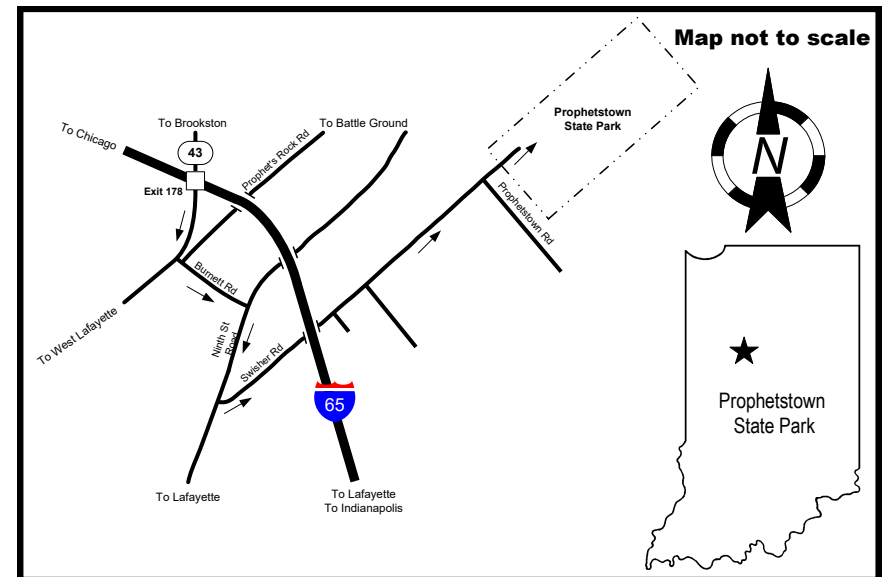 Map not to scale
To Brookston
To Battle Ground
To Chicago
43
Prophet's Rock Rd
Prophetstown
State Park
Exit 178
N
Prophetstown Rd
Burnett Rd
To West Lafayette
Ninth St
Road
Swisher Rd
65
Prophetstown
State Park
To Lafayette
To Lafayette
To Indianapolis